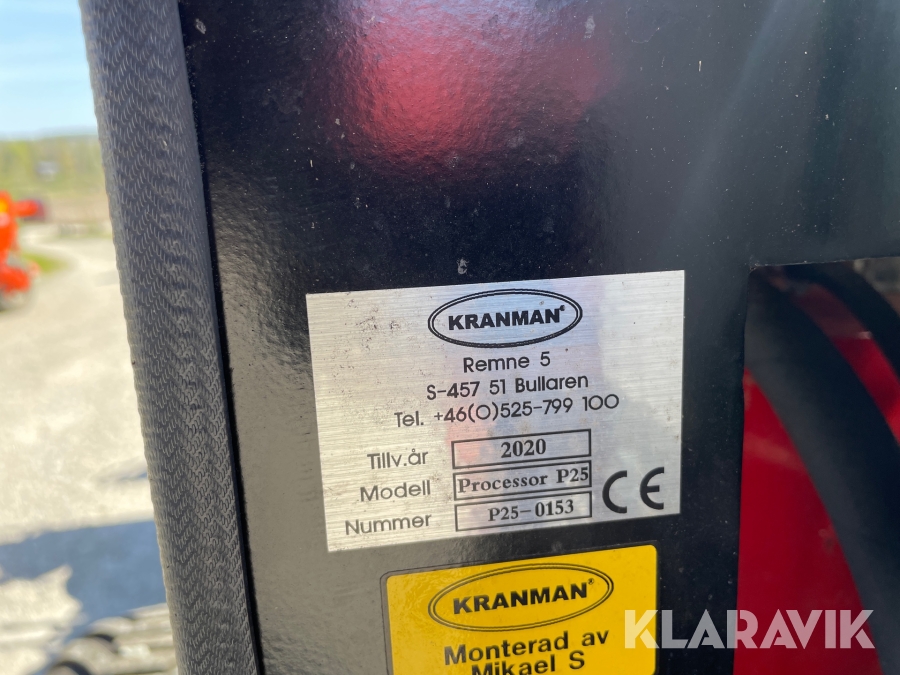 KRANMAN®
Remne 5
S-457 51 Bullaren
Tel. +46(0)525-799 100
Tillv.år 2020
Modell Processor P25
Nummer P25-0153
CE
KRANMAN®
Monterad av
Mikael S
KLARAVIK